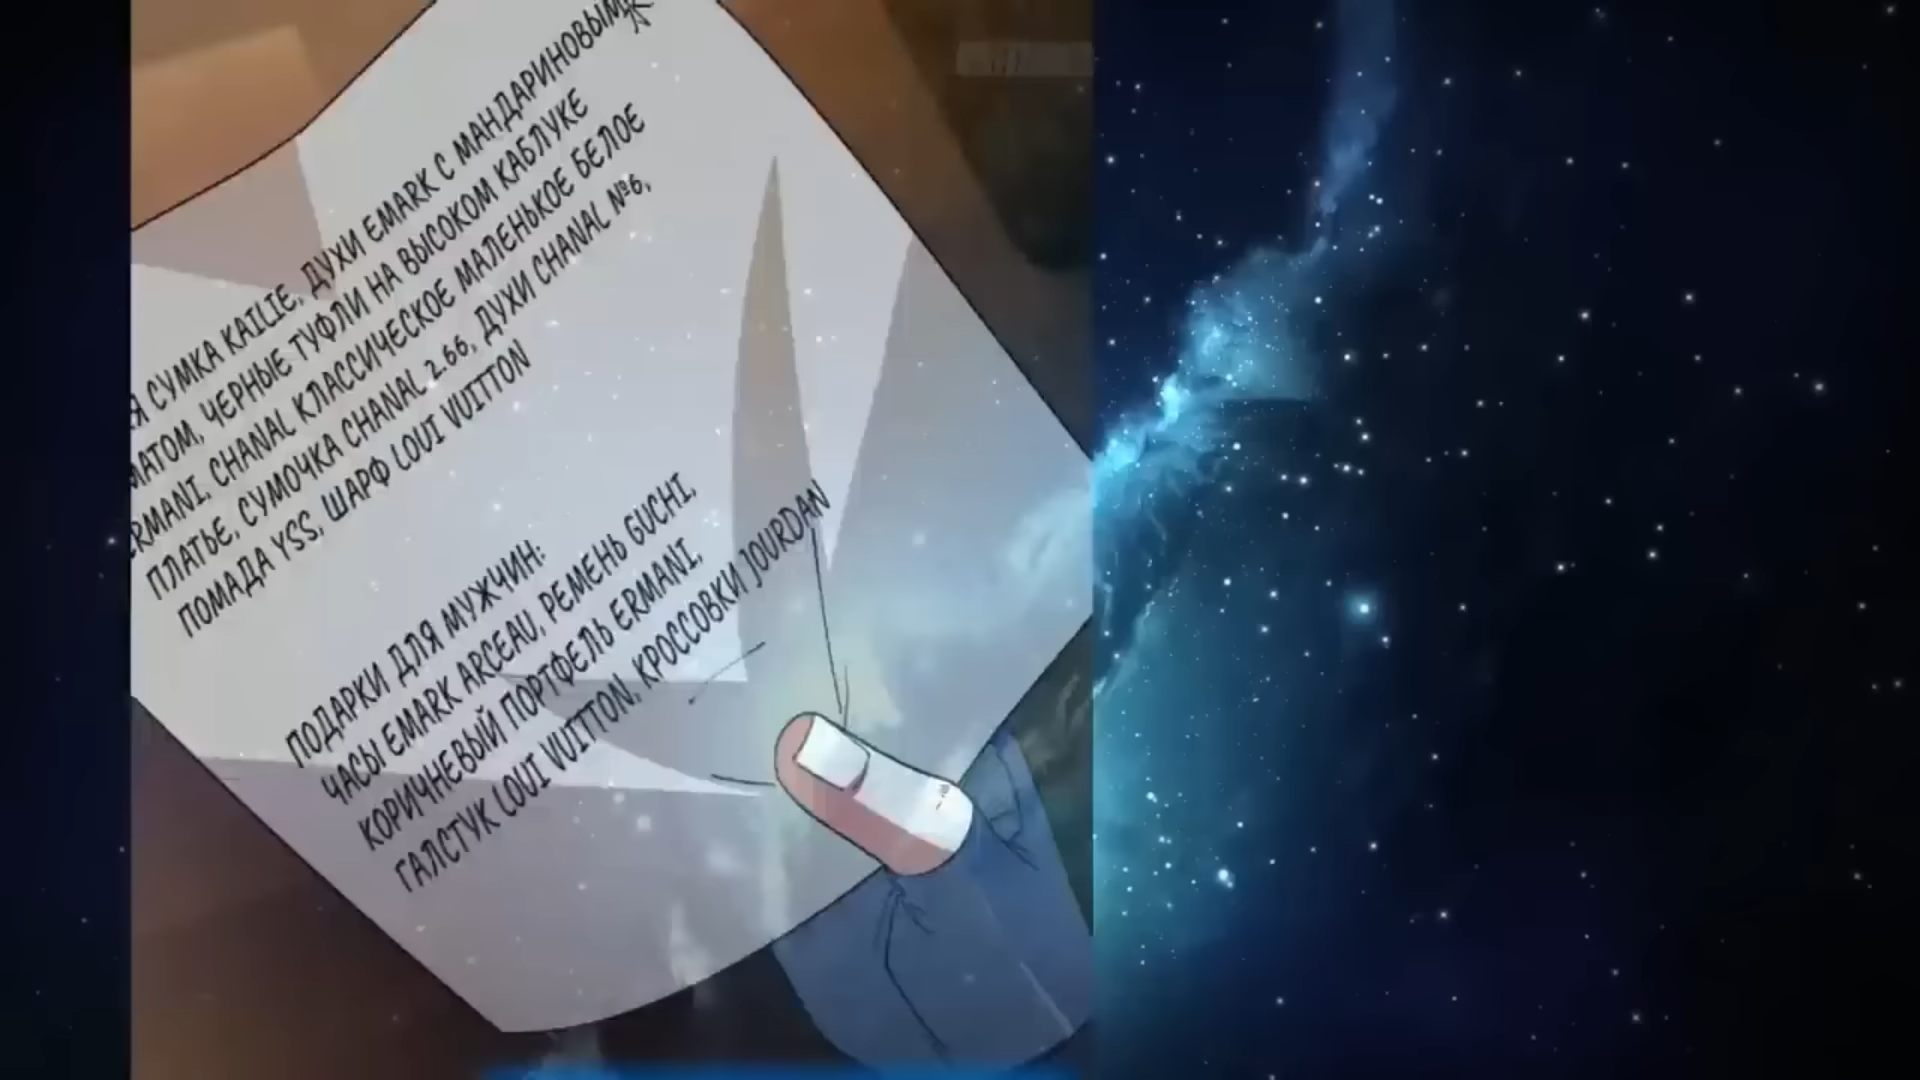 СУМКА KAILIE, ДУХИ EMARK С МАНДАРИНОВЫМ
ЧЕРНЫЕ ТУФЛИ НА ВЫСОКОМ КАБЛУКЕ
CHANAL КЛАССИЧЕСКОЕ МАЛЕНЬКОЕ БЕЛОЕ
ПЛАТЬЕ, СУМОЧКА CHANAL 2.66, ДУХИ CHANAL №6,
ПОМАДА YSS, ШАРФ LOUI VUITTON
ПОДАРКИ ДЛЯ МУЖЧИН:
ЧАСЫ EMARK ARCEAU, РЕМЕНЬ GUCHI,
КОРИЧНЕВЫЙ ПОРТФЕЛЬ ERMANI,
ГАЛСТУК LOUI VUITTON, КРОССОВКИ JOURDAN